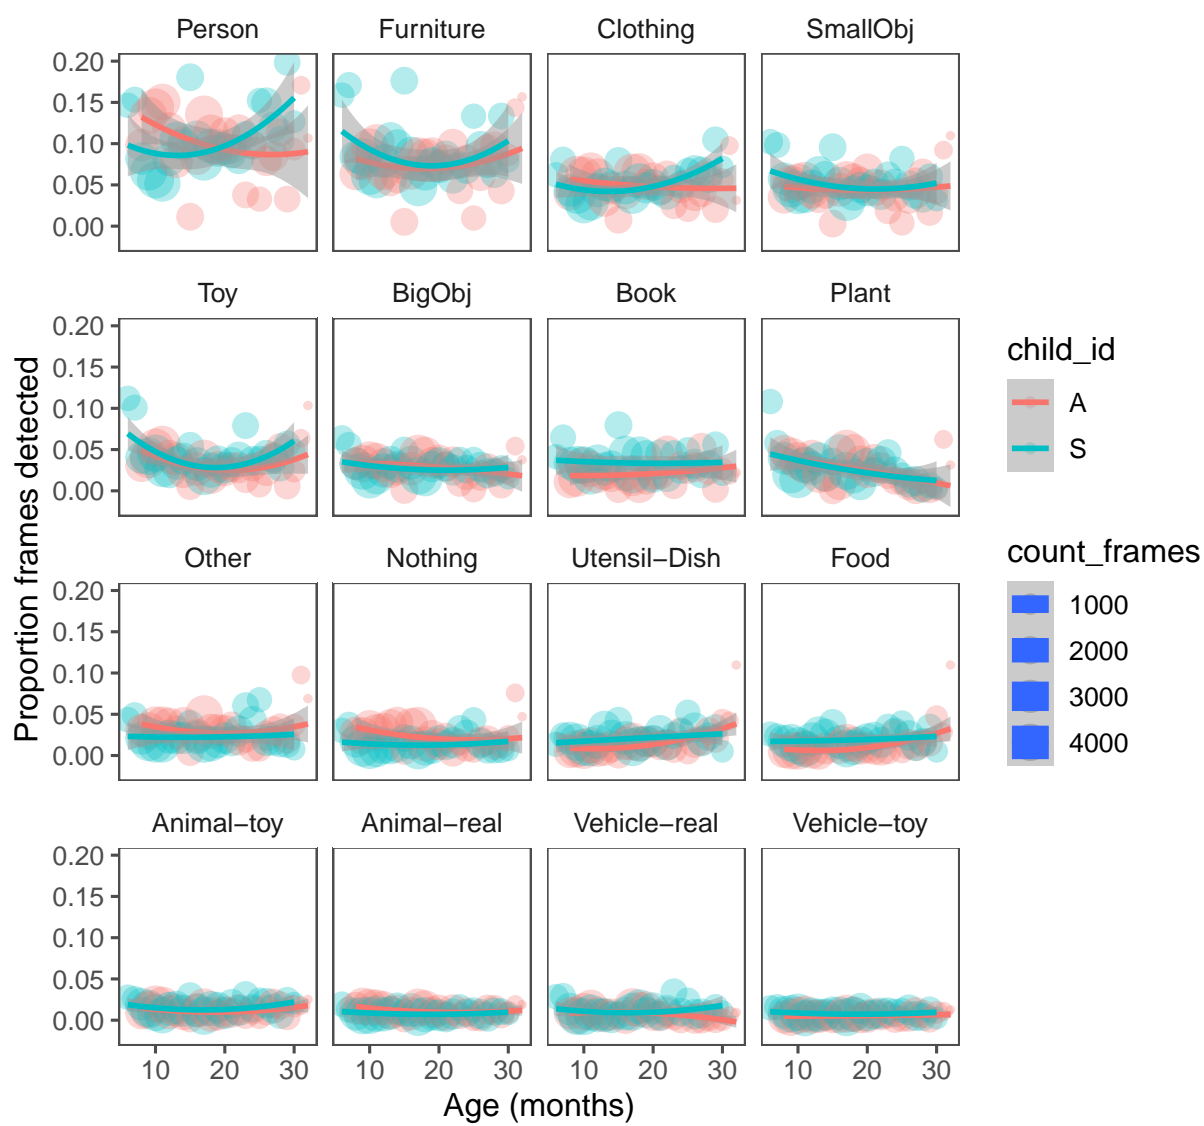 Person Furniture Clothing SmallObj
0.20
0.15
0.10
0.05
0.00
Toy BigObj Book Plant
0.20
0.15
0.10
0.05
0.00
Other Nothing Utensil−Dish Food
0.20
0.15
0.10
0.05
0.00
Animal−toy Animal−real Vehicle−real Vehicle−toy
0.20
0.15
0.10
0.05
0.00
10 20 30 10 20 30 10 20 30 10 20 30
Age (months)
Proportion frames detected
child_id
A
S
count_frames
1000
2000
3000
4000